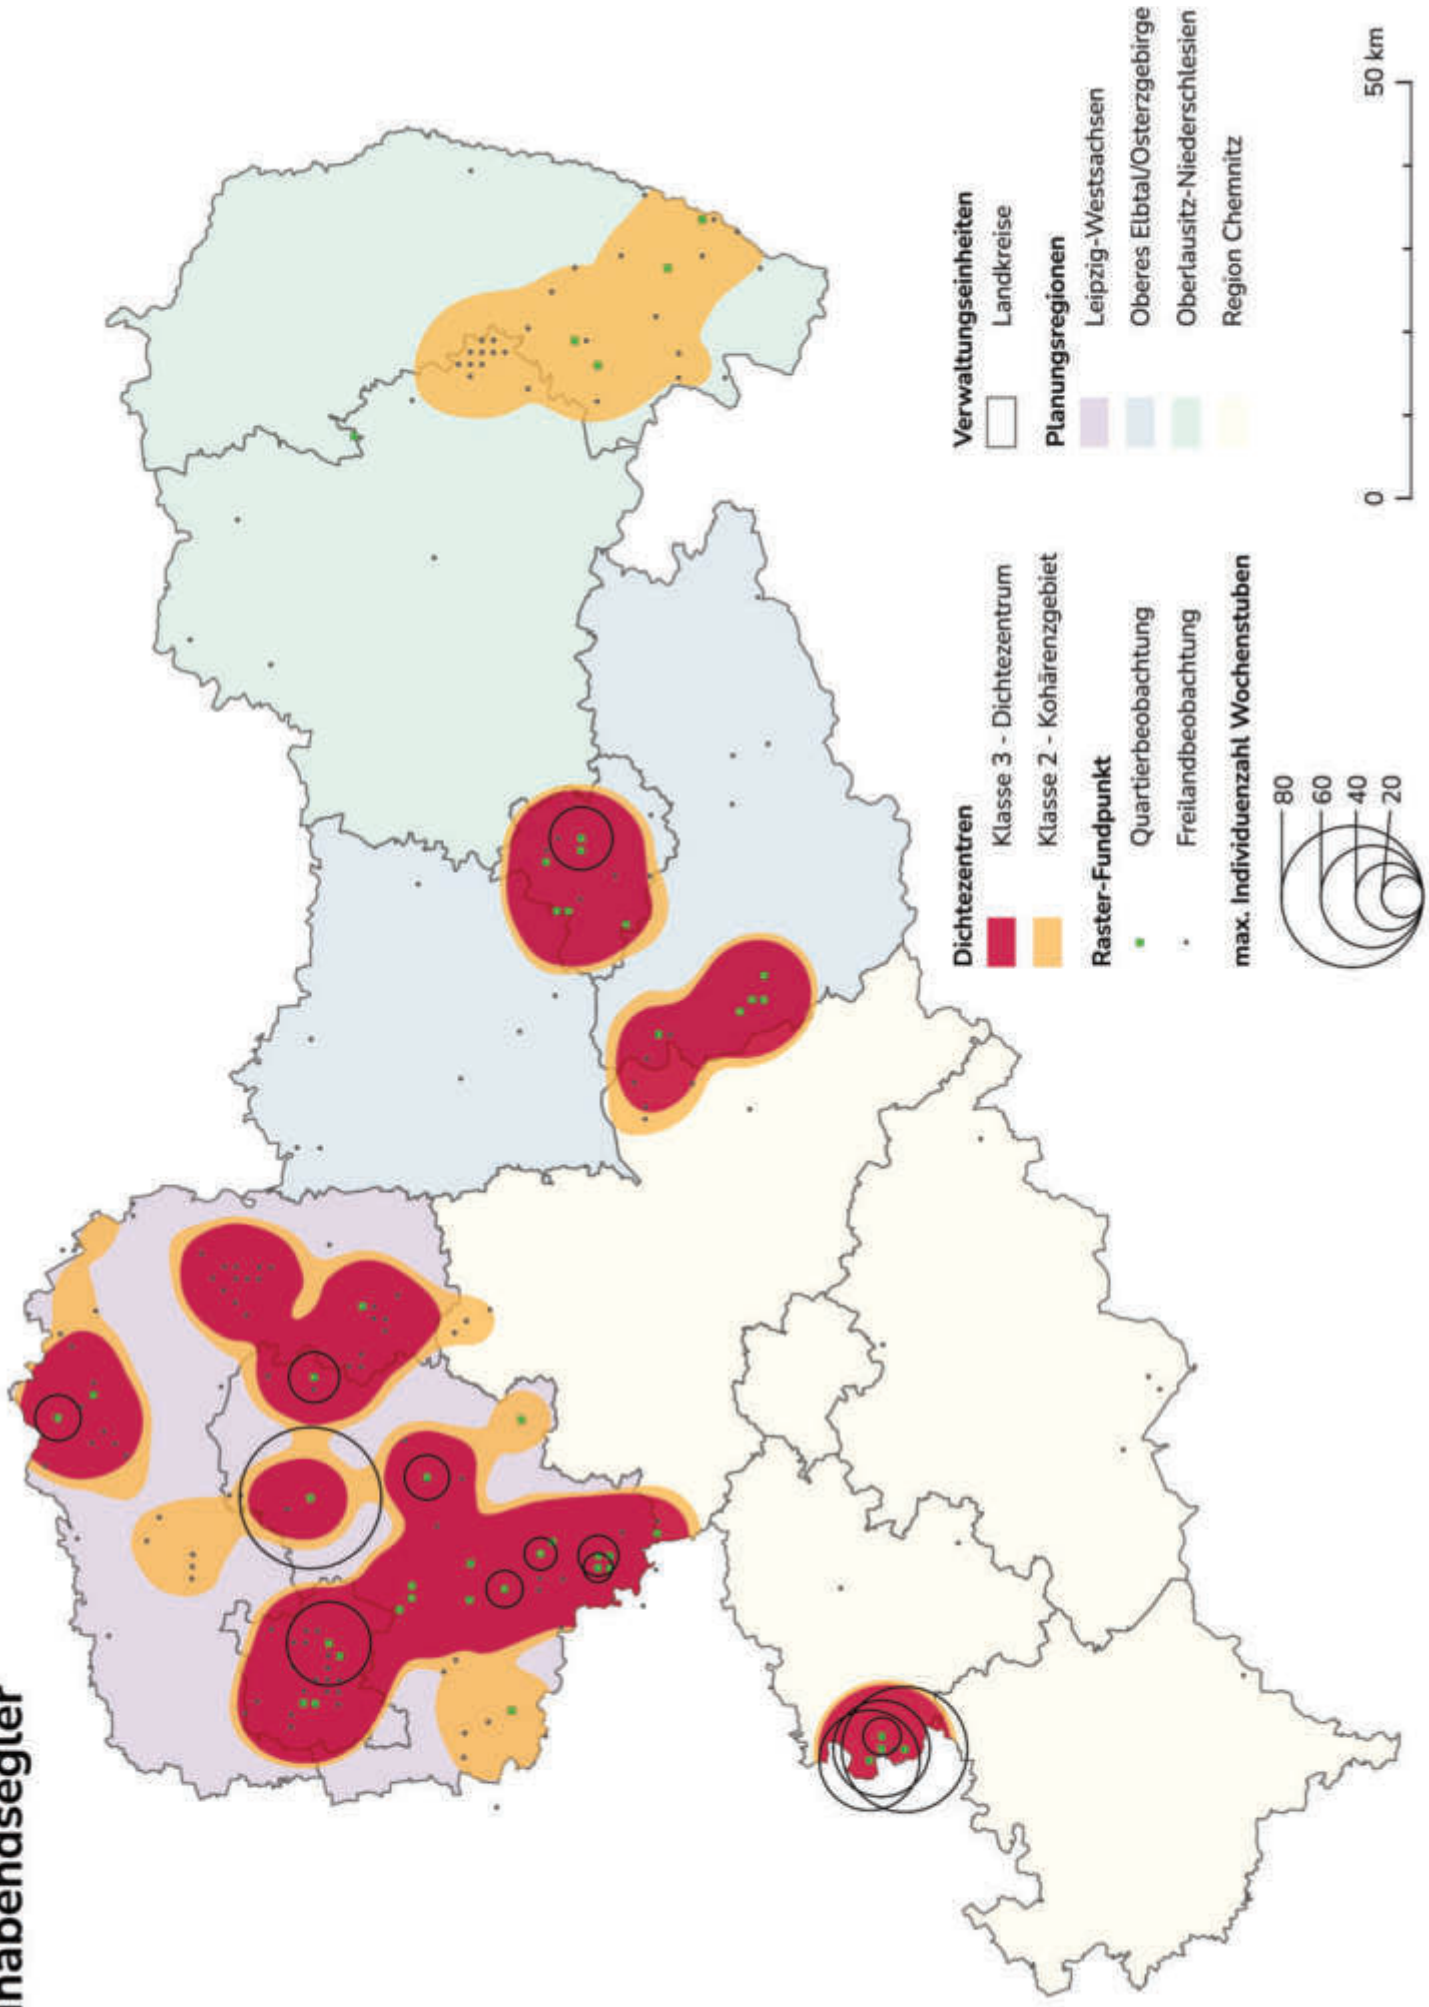 nabendsegler
Dichtezentren
Klasse 3 - Dichtezentrum
Klasse 2 - Kohärenzgebiet
Raster-Fundpunkt
Quartierbeobachtung
Freilandbeobachtung
max. Individuenzahl Wochenstuben
80
60
40
20
Verwaltungseinheiten
Landkreise
Planungsregionen
Leipzig-Westsachsen
Oberes Elbtal/Osterzgebirge
Oberlausitz-Niederschlesien
Region Chemnitz
0
50 km